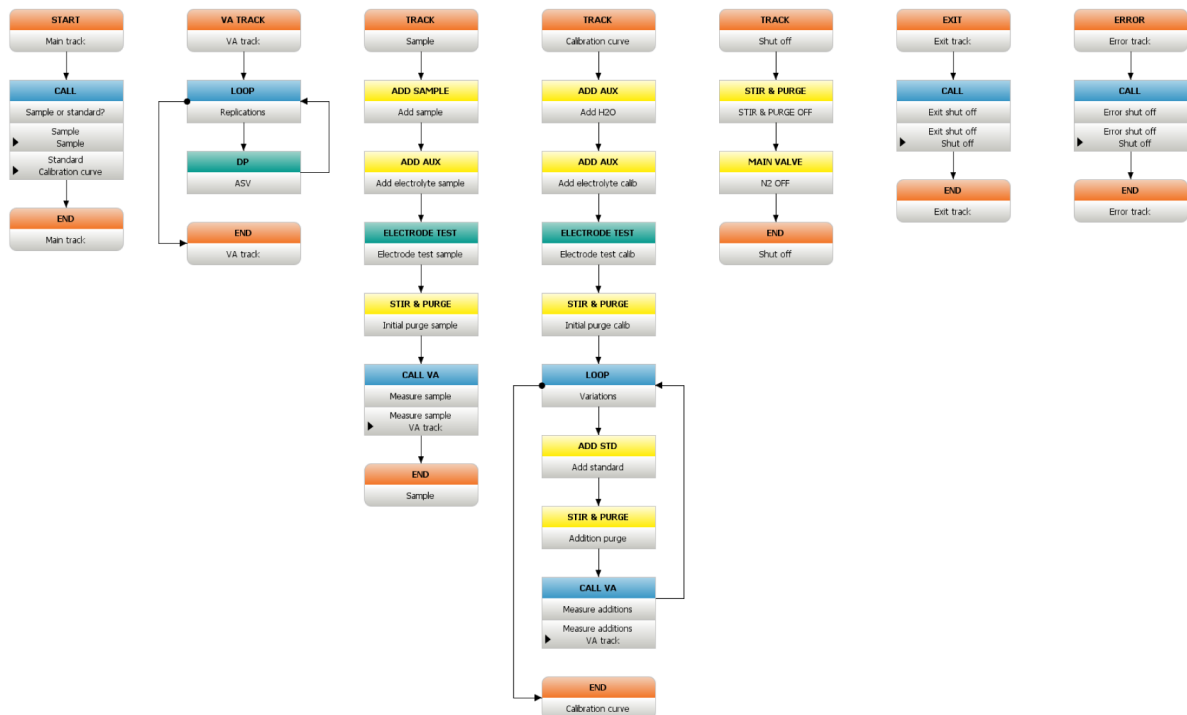 START
Main track
CALL
Sample or standard?
Sample
Sample
Standard
Calibration curve
END
Main track
VA TRACK
VA track
LOOP
Replications
DP
ASV
END
VA track
TRACK
Sample
ADD SAMPLE
Add sample
ADD AUX
Add electrolyte sample
ELECTRODE TEST
Electrode test sample
STIR & PURGE
Initial purge sample
CALL VA
Measure sample
Measure sample
VA track
END
Sample
TRACK
Calibration curve
ADD AUX
Add H2O
ADD AUX
Add electrolyte calib
ELECTRODE TEST
Electrode test calib
STIR & PURGE
Initial purge calib
LOOP
Variations
ADD STD
Add standard
STIR & PURGE
Addition purge
CALL VA
Measure additions
Measure additions
VA track
END
Calibration curve
TRACK
Shut off
STIR & PURGE
STIR & PURGE OFF
MAIN VALVE
N2 OFF
END
Shut off
EXIT
Exit track
CALL
Exit shut off
Exit shut off
Shut off
END
Exit track
ERROR
Error track
CALL
Error shut off
Error shut off
Shut off
END
Error track